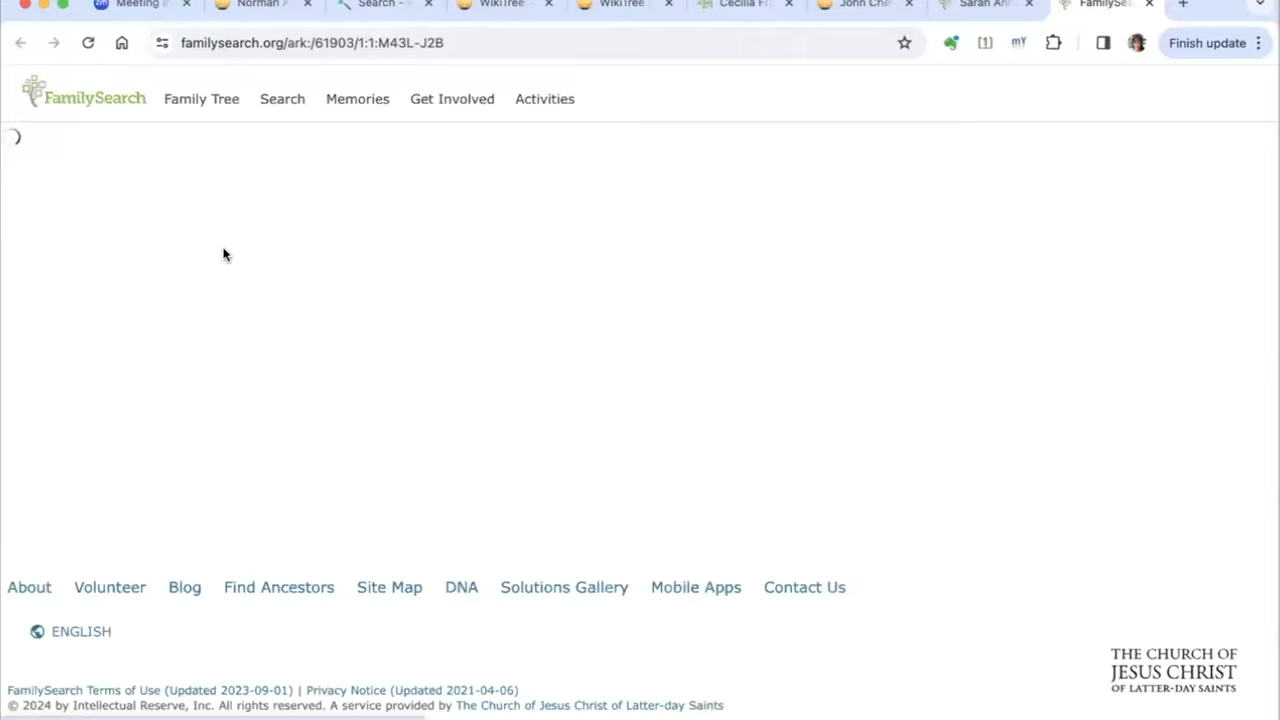 Meeting Norman A Search - WikiTree: WikiTree Cecilia Fr John Che Sarah Ann FamilySea
familysearch.org/ark:/61903/1:1:M43L-J2B [1] mY Finish update
FamilySearch Family Tree Search Memories Get Involved Activities
About Volunteer Blog Find Ancestors Site Map DNA Solutions Gallery Mobile Apps Contact Us
ENGLISH
THE CHURCH OF
JESUS CHRIST
OF LATTER-DAY SAINTS
FamilySearch Terms of Use (Updated 2023-09-01) | Privacy Notice (Updated 2021-04-06)
© 2024 by Intellectual Reserve, Inc. All rights reserved. A service provided by The Church of Jesus Christ of Latter-day Saints